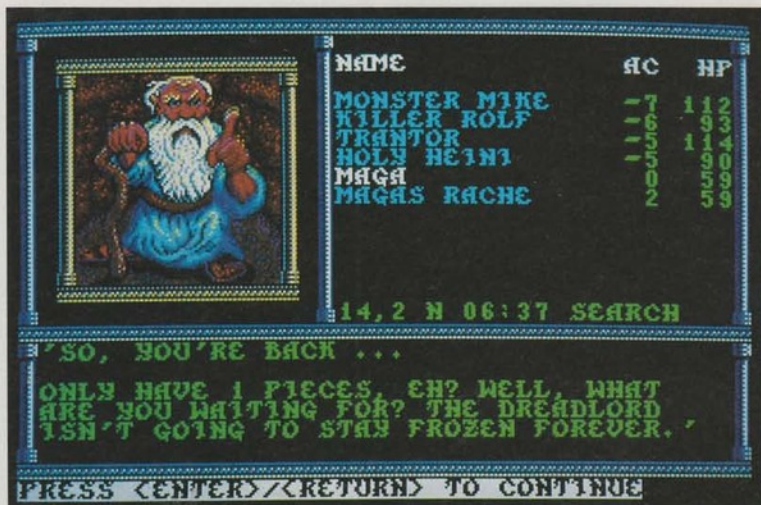 NAME AC HP
MONSTER MIKE -7 112
KILLER ROLF -6 93
TRANTOR -5 114
HOLY HEINI -5 90
MAGA 0 59
MAGAS RACHE 2 59
14,2 N 06:37 SEARCH
'SO, YOU'RE BACK ...
ONLY HAVE 1 PIECES, EH? WELL, WHAT
ARE YOU WAITING FOR? THE DREADLORD
ISN'T GOING TO STAY FROZEN FOREVER.'
PRESS <ENTER>/<RETURN> TO CONTINUE